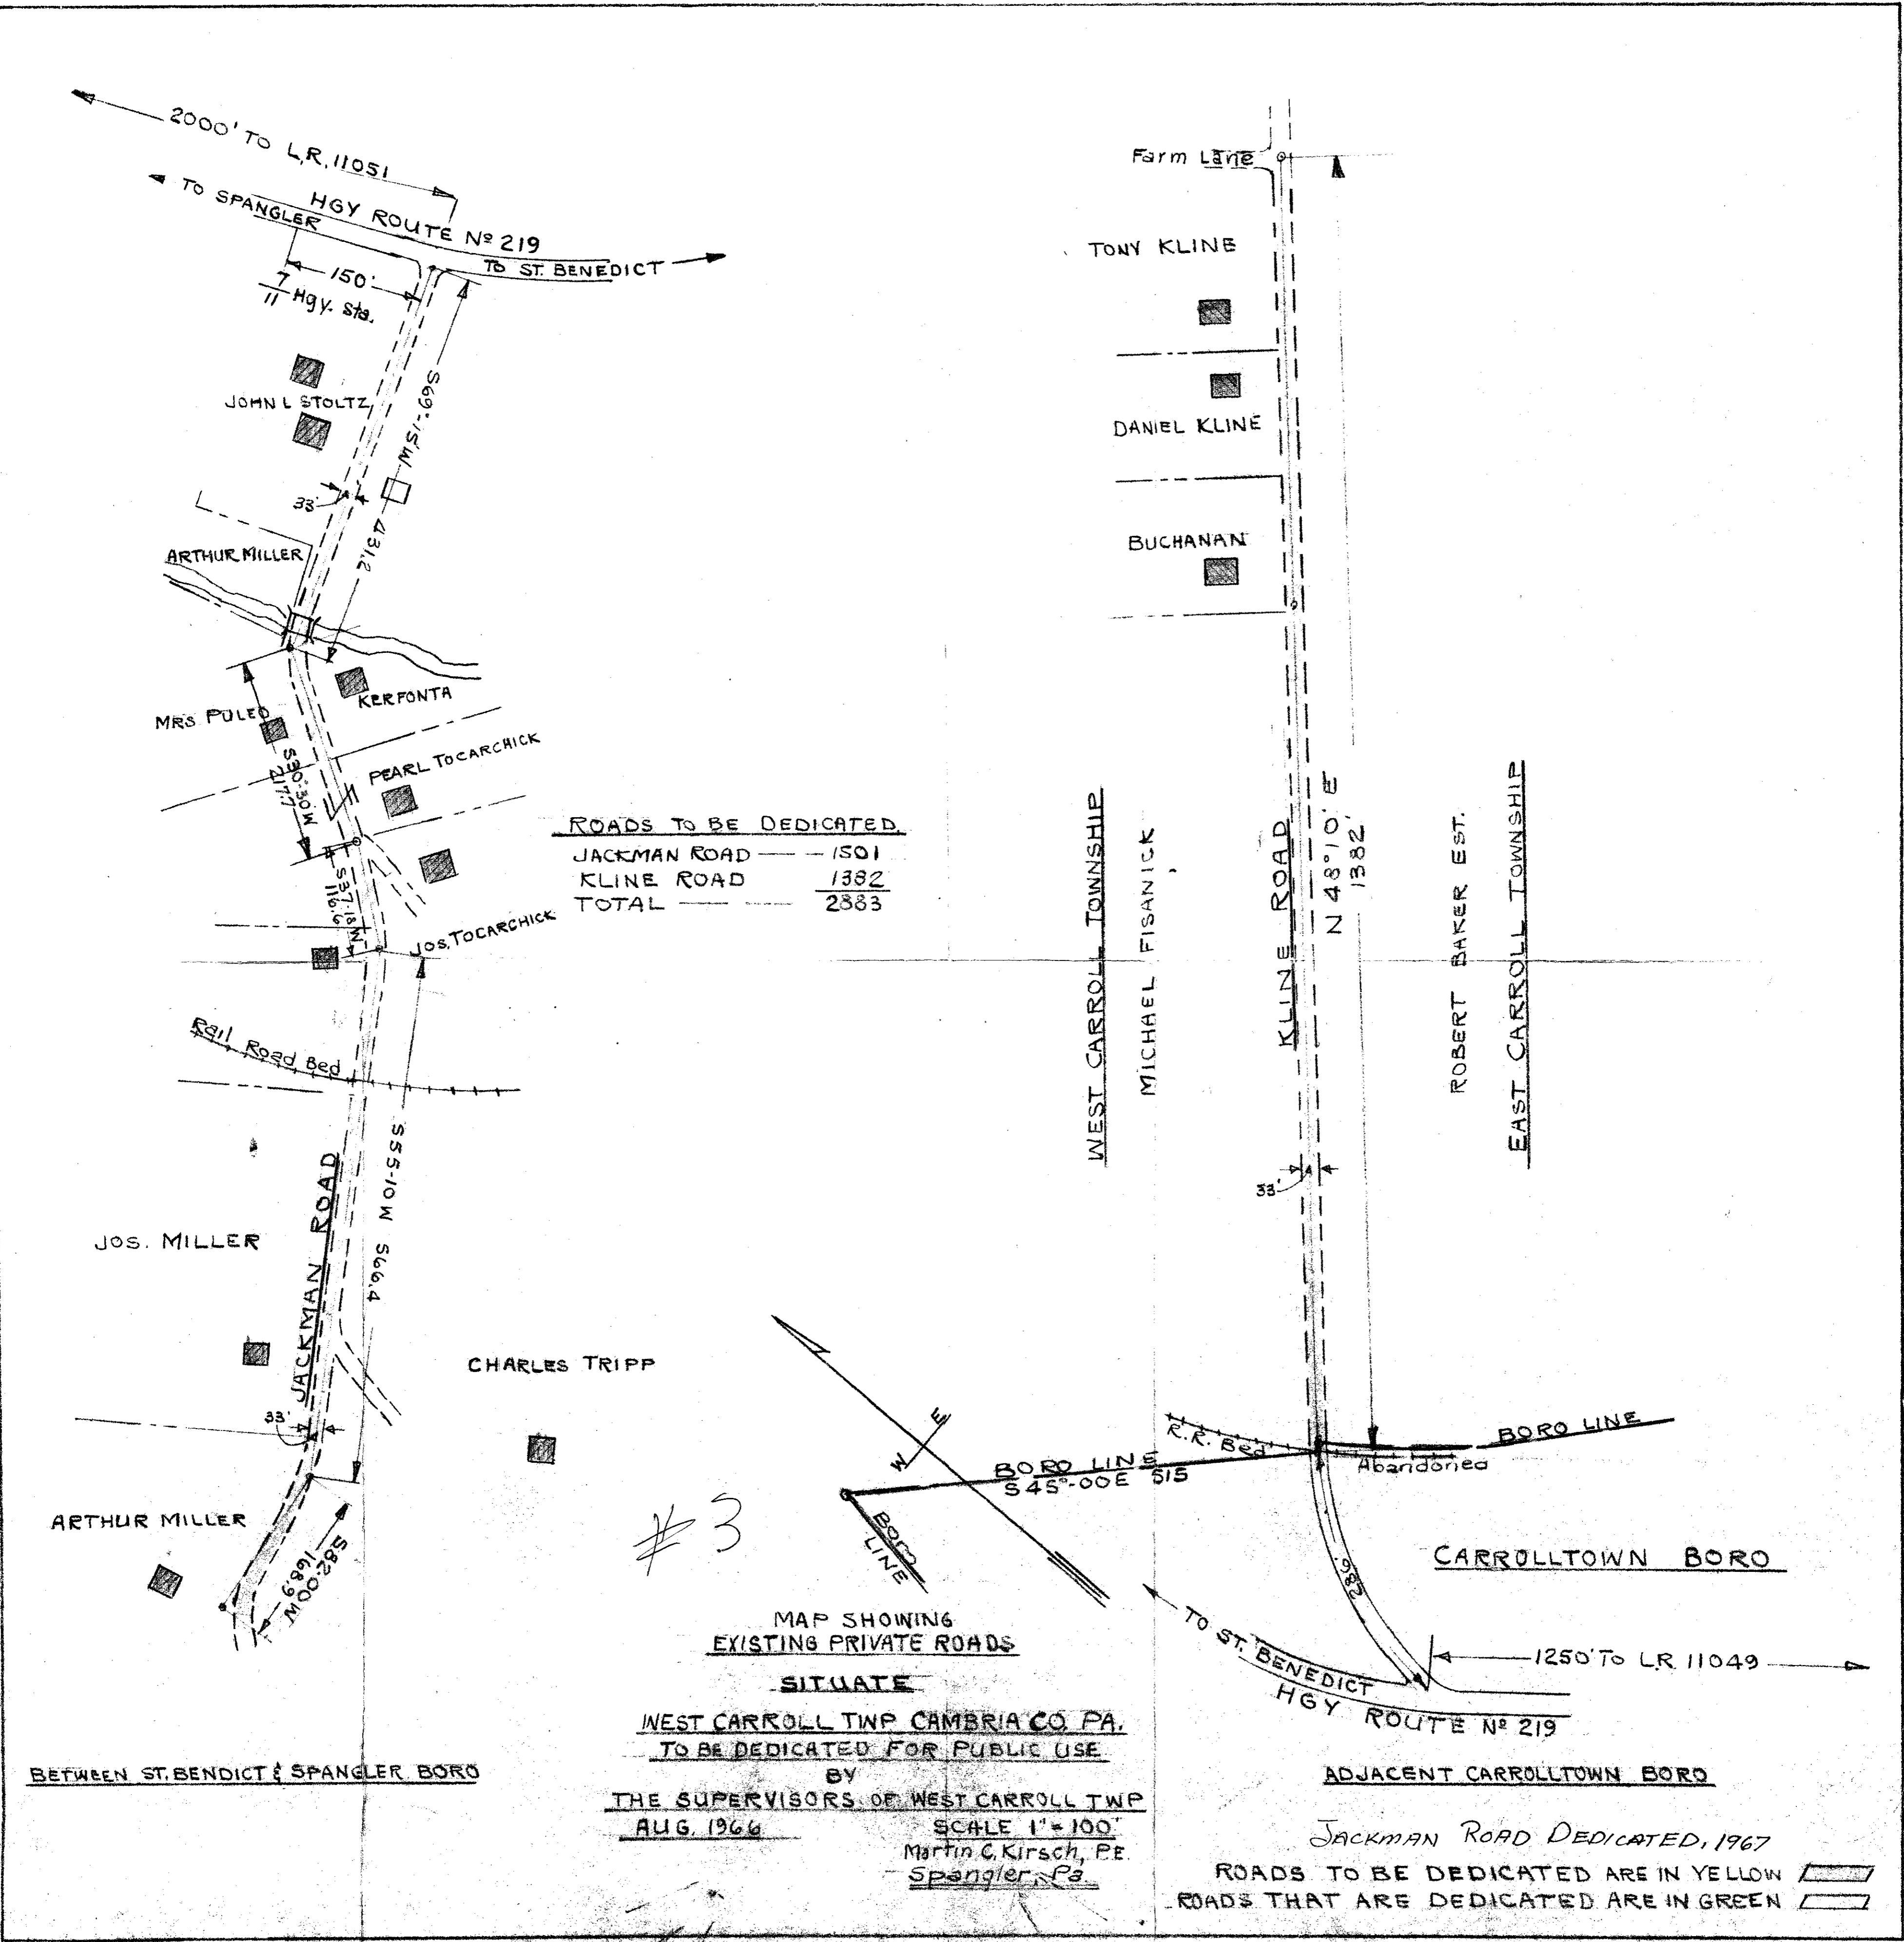 2000' TO L.R. 11051
TO SPANGLER
HGY ROUTE Nº 219
TO ST. BENEDICT
150'
7
11 Hgy. Sta.
JOHN L STOLTZ
S69°-15'W
431.2
33'
ARTHUR MILLER
KERFONTA
MRS PULEO
S30°-30W
217.7
PEARL TOCARCHICK
S37-18 W
116.6
JOS. TOCARCHICK
Rail Road Bed
S55-10 W 566.4
JOS. MILLER
JACKMAN ROAD
CHARLES TRIPP
33'
ARTHUR MILLER
S82-00W
168.9
BETWEEN ST. BENDICT & SPANGLER BORO
ROADS TO BE DEDICATED
JACKMAN ROAD — — 1501
KLINE ROAD 1382
TOTAL — — 2883
Farm Lane
TONY KLINE
DANIEL KLINE
BUCHANAN
WEST CARROLL TOWNSHIP
MICHAEL FISANICK
KLINE ROAD
N 48°10' E
1382'
ROBERT BAKER EST.
EAST CARROLL TOWNSHIP
33'
W E
R.R. Bed
BORO LINE
S 45°-00 E 515
BORO LINE
Abandoned
BORO LINE
#3
CARROLLTOWN BORO
TO ST. BENEDICT
HGY ROUTE Nº 219
1250' TO L.R. 11049
ADJACENT CARROLLTOWN BORO
MAP SHOWING
EXISTING PRIVATE ROADS
SITUATE
WEST CARROLL TWP CAMBRIA CO. PA.
TO BE DEDICATED FOR PUBLIC USE
BY
THE SUPERVISORS OF WEST CARROLL TWP
AUG. 1966 SCALE 1"=100'
Martin C. Kirsch, P.E.
Spangler, Pa.
JACKMAN ROAD DEDICATED, 1967
ROADS TO BE DEDICATED ARE IN YELLOW
ROADS THAT ARE DEDICATED ARE IN GREEN